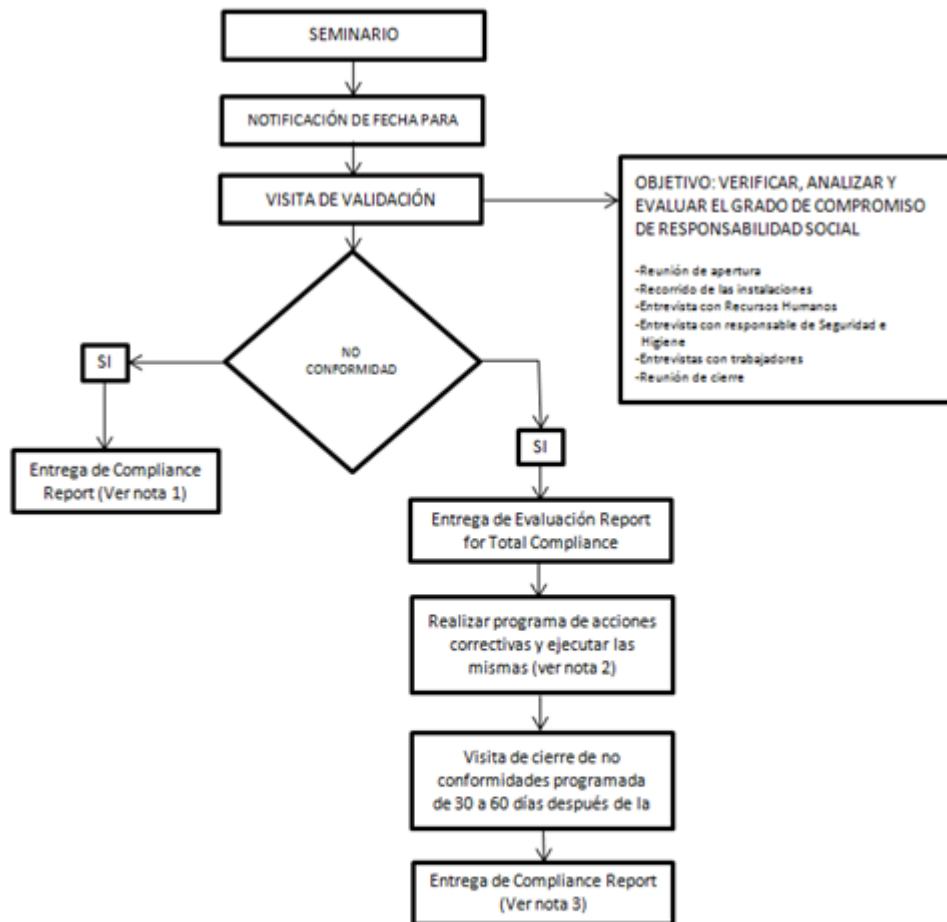 SEMINARIO
NOTIFICACIÓN DE FECHA PARA
VISITA DE VALIDACIÓN
OBJETIVO: VERIFICAR, ANALIZAR Y
EVALUAR EL GRADO DE COMPROMISO
DE RESPONSABILIDAD SOCIAL
-Reunión de apertura
-Recorrido de las instalaciones
-Entrevista con Recursos Humanos
-Entrevista con responsable de Seguridad e
Higiene
-Entrevistas con trabajadores
-Reunión de cierre
NO
CONFORMIDAD
SI
Entrega de Compliance
Report (Ver nota 1)
SI
Entrega de Evaluación Report
for Total Compliance
Realizar programa de acciones
correctivas y ejecutar las
mismas (ver nota 2)
Visita de cierre de no
conformidades programada
de 30 a 60 días después de la
Entrega de Compliance Report
(Ver nota 3)